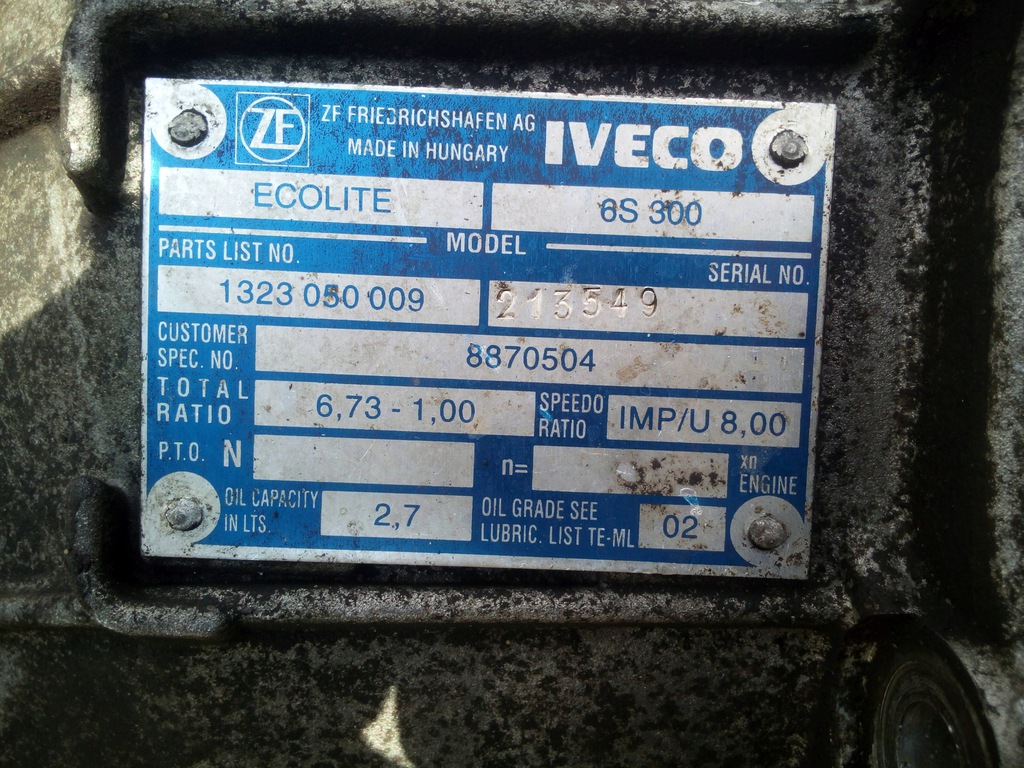 ZF
ZF FRIEDRICHSHAFEN AG
MADE IN HUNGARY
IVECO
ECOLITE
6S 300
MODEL
PARTS LIST NO.
SERIAL NO.
1323 050 009
213549
CUSTOMER
SPEC. NO.
8870504
TOTAL
RATIO
6,73 - 1,00
SPEEDO
RATIO
IMP/U 8,00
P.T.O. N
n=
xn
ENGINE
OIL CAPACITY
IN LTS.
2,7
OIL GRADE SEE
LUBRIC. LIST TE-ML
02